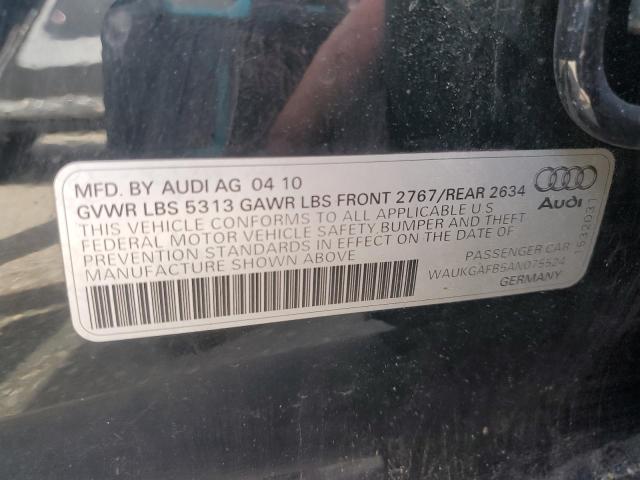 MFD. BY AUDI AG 04 10
GVWR LBS 5313 GAWR LBS FRONT 2767/REAR 2634
THIS VEHICLE CONFORMS TO ALL APPLICABLE U.S
FEDERAL MOTOR VEHICLE SAFETY,BUMPER AND THEFT
PREVENTION STANDARDS IN EFFECT ON THE DATE OF
MANUFACTURE SHOWN ABOVE
Audi
PASSENGER CAR
WAUKGAFB5AN075524
GERMANY
1532031